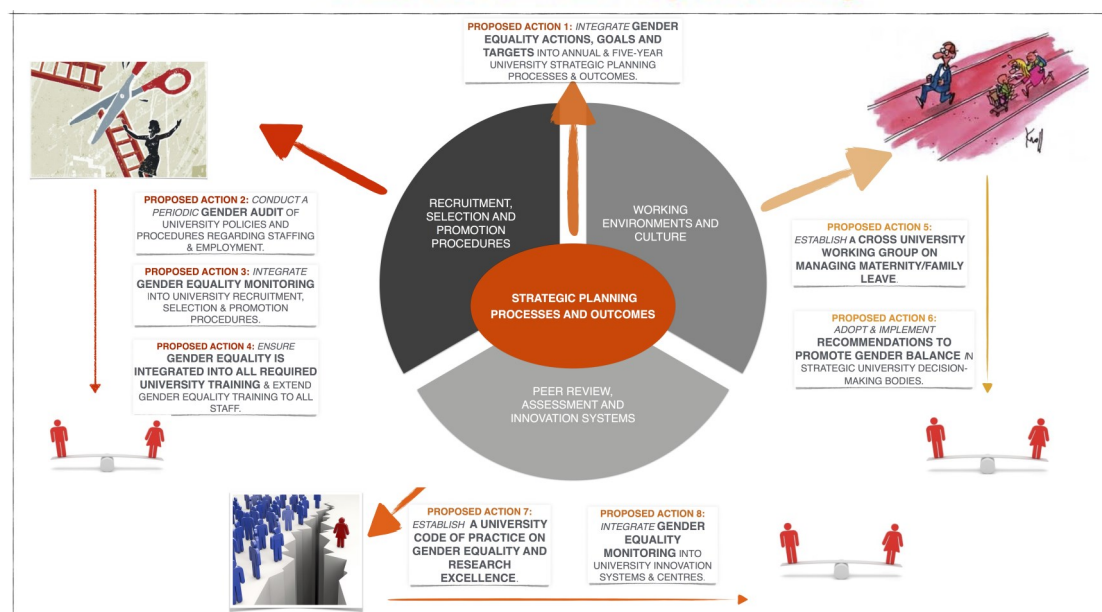 PROPOSED ACTION 1: INTEGRATE GENDER
EQUALITY ACTIONS, GOALS AND
TARGETS INTO ANNUAL & FIVE-YEAR
UNIVERSITY STRATEGIC PLANNING
PROCESSES & OUTCOMES.
RECRUITMENT,
SELECTION AND
PROMOTION
PROCEDURES
WORKING
ENVIRONMENTS AND
CULTURE
STRATEGIC PLANNING
PROCESSES AND OUTCOMES
PEER REVIEW,
ASSESSMENT AND
INNOVATION SYSTEMS
PROPOSED ACTION 2: CONDUCT A
PERIODIC GENDER AUDIT OF
UNIVERSITY POLICIES AND
PROCEDURES REGARDING STAFFING
& EMPLOYMENT.
PROPOSED ACTION 3: INTEGRATE
GENDER EQUALITY MONITORING
INTO UNIVERSITY RECRUITMENT,
SELECTION & PROMOTION
PROCEDURES.
PROPOSED ACTION 4: ENSURE
GENDER EQUALITY IS
INTEGRATED INTO ALL REQUIRED
UNIVERSITY TRAINING & EXTEND
GENDER EQUALITY TRAINING TO ALL
STAFF.
PROPOSED ACTION 5:
ESTABLISH A CROSS UNIVERSITY
WORKING GROUP ON
MANAGING MATERNITY/FAMILY
LEAVE.
PROPOSED ACTION 6:
ADOPT & IMPLEMENT
RECOMMENDATIONS TO
PROMOTE GENDER BALANCE IN
STRATEGIC UNIVERSITY DECISION-
MAKING BODIES.
PROPOSED ACTION 7:
ESTABLISH A UNIVERSITY
CODE OF PRACTICE ON
GENDER EQUALITY AND
RESEARCH
EXCELLENCE.
PROPOSED ACTION 8:
INTEGRATE GENDER
EQUALITY
MONITORING INTO
UNIVERSITY INNOVATION
SYSTEMS & CENTRES.